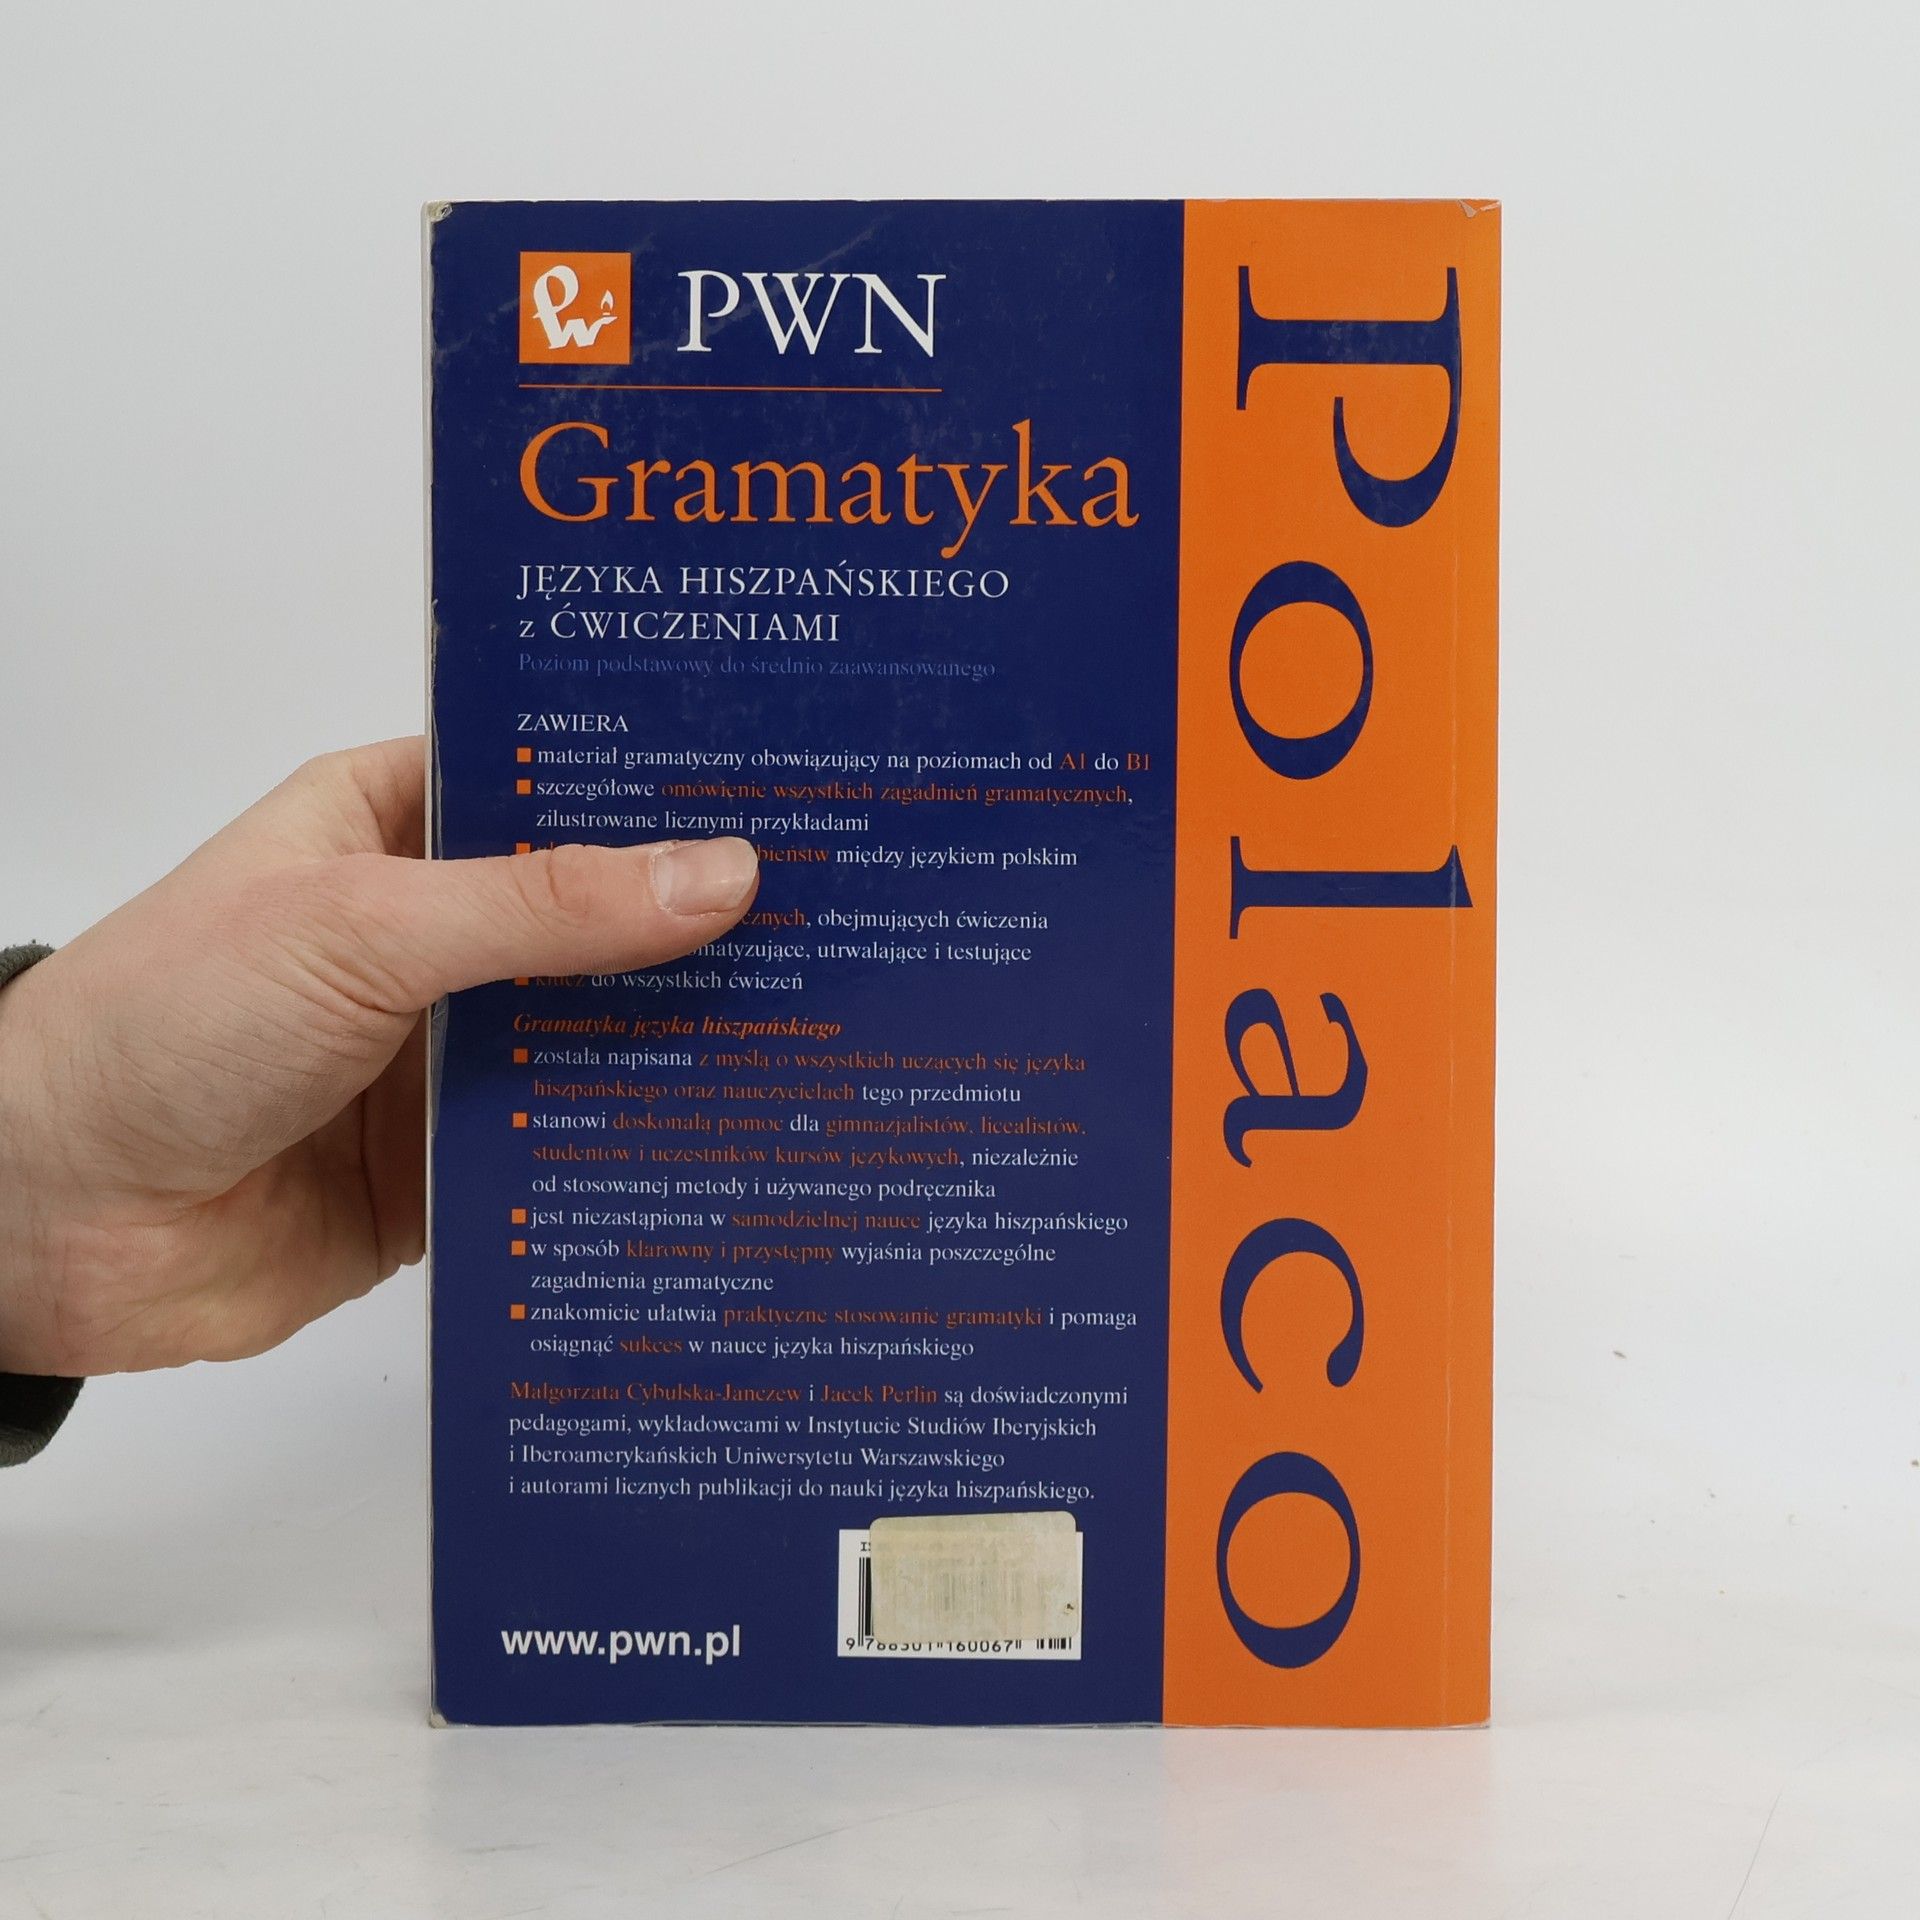 PWN
Gramatyka
JĘZYKA HISZPAŃSKIEGO
z ĆWICZENIAMI
Poziom podstawowy do średnio zaawansowanego
ZAWIERA
materiał gramatyczny obowiązujący na poziomach od A1 do B1
szczegółowe omówienie wszystkich zagadnień gramatycznych,
zilustrowane licznymi przykładami
między językiem polskim
obejmujących ćwiczenia
utrwalające i testujące
klucz do wszystkich ćwiczeń
Gramatyka języka hiszpańskiego
została napisana z myślą o wszystkich uczących się języka
hiszpańskiego oraz nauczycielach tego przedmiotu
stanowi doskonałą pomoc dla gimnazjalistów, licealistów,
studentów i uczestników kursów językowych, niezależnie
od stosowanej metody i używanego podręcznika
jest niezastąpiona w samodzielnej nauce języka hiszpańskiego
w sposób klarowny i przystępny wyjaśnia poszczególne
zagadnienia gramatyczne
znakomicie ułatwia praktyczne stosowanie gramatyki i pomaga
osiągnąć sukces w nauce języka hiszpańskiego
Małgorzata Cybulska-Janczew i Jacek Perlin są doświadczonymi
pedagogami, wykładowcami w Instytucie Studiów Iberyjskich
i Iberoamerykańskich Uniwersytetu Warszawskiego
i autorami licznych publikacji do nauki języka hiszpańskiego.
www.pwn.pl
Polaco